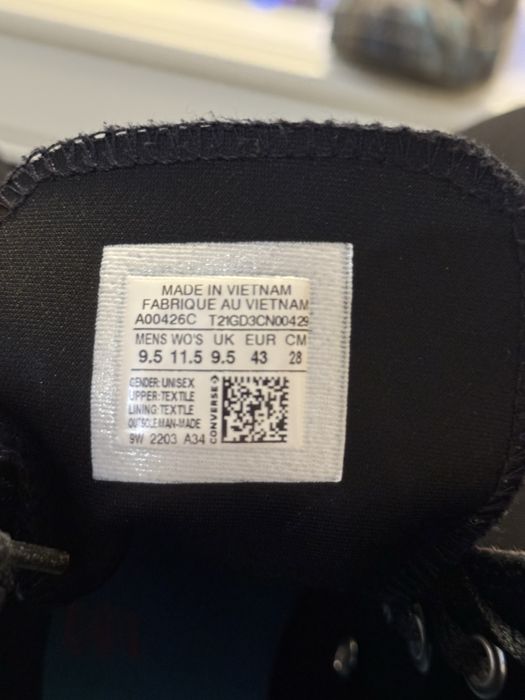 MADE IN VIETNAM
FABRIQUE AU VIETNAM
A00426C T21GD3CN00429
MENS WO'S UK EUR CM
9.5 11.5 9.5 43 28
GENDER: UNISEX
UPPER: TEXTILE
LINING: TEXTLE
OUTSOLE MAN-MADE
9W 2203 A34
CONVERSE